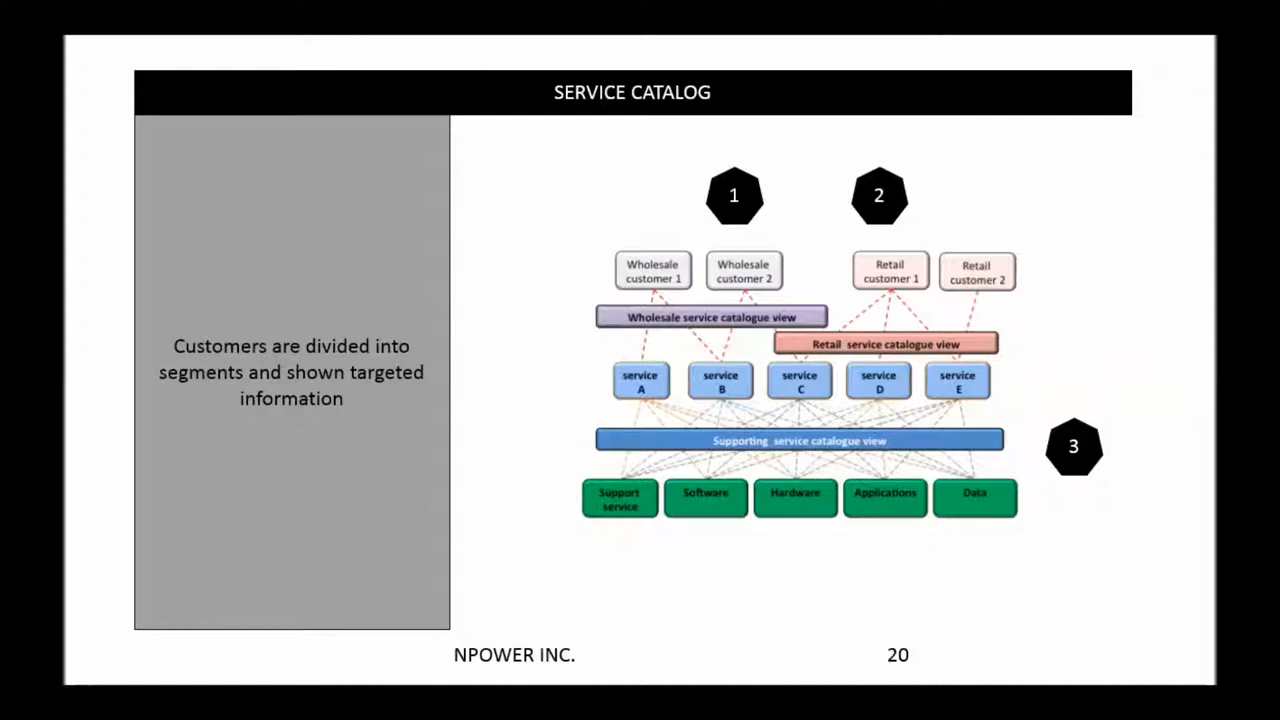 SERVICE CATALOG
Customers are divided into
segments and shown targeted
information
1
2
Wholesale
customer 1
Wholesale
customer 2
Retail
customer 1
Retail
customer 2
Wholesale service catalogue view
Retail service catalogue view
service
A
service
B
service
C
service
D
service
E
Supporting service catalogue view
3
Support
service
Software
Hardware
Applications
Data
NPOWER INC.
20